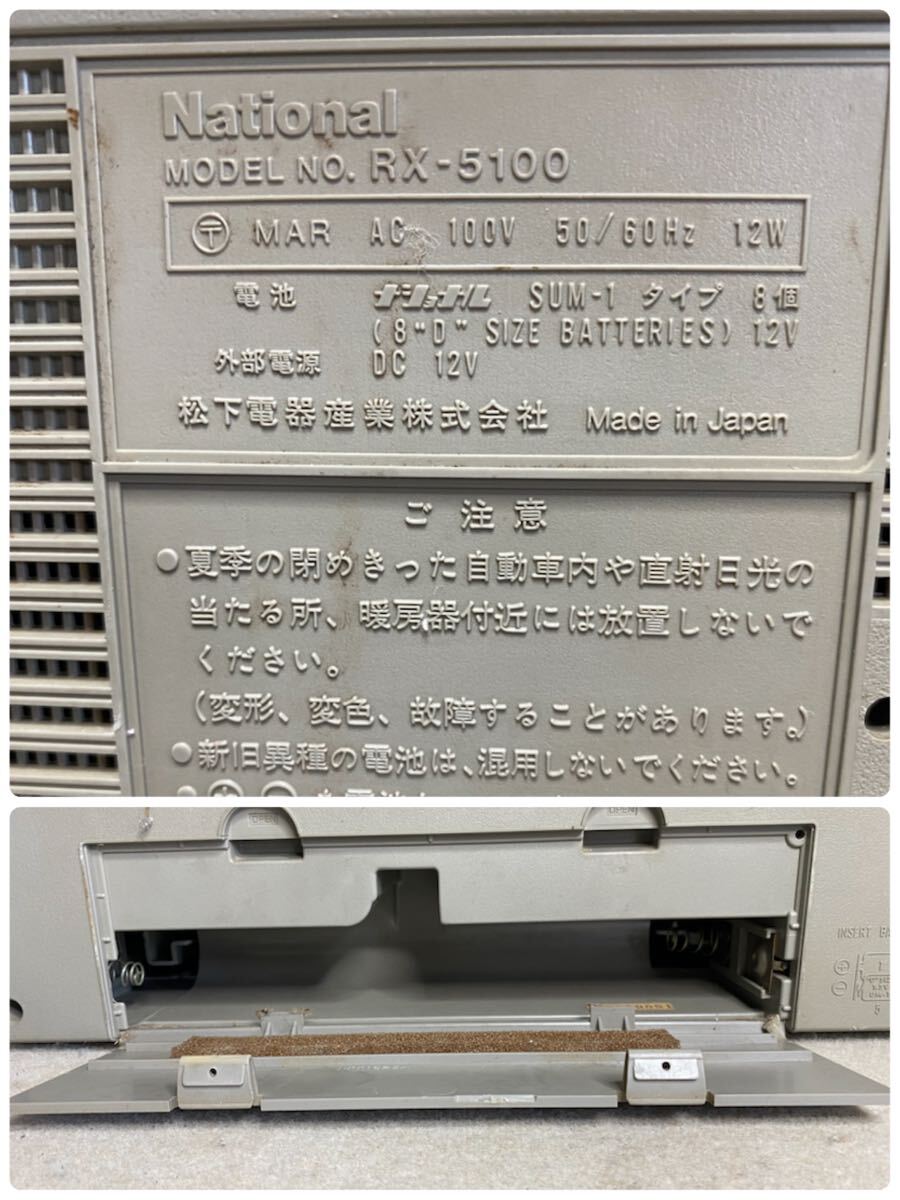 National
MODEL NO. RX-5100
〒 MAR AC 100V 50/60Hz 12W
電池 ナショナル SUM-1 タイプ 8個
(8"D" SIZE BATTERIES) 12V
外部電源 DC 12V
松下電器産業株式会社 Made in Japan
ご注意
●夏季の閉めきった自動車内や直射日光の
当たる所、暖房器付近には放置しないで
ください。
(変形、変色、故障することがあります。)
●新旧異種の電池は、混用しないでください。
OPEN
OPEN
INSERT BA